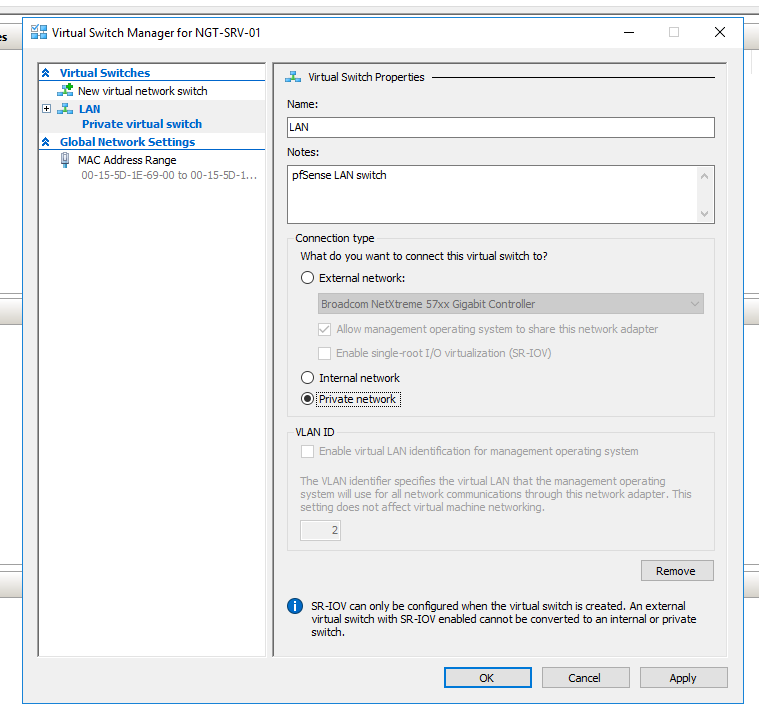 es
Virtual Switch Manager for NGT-SRV-01
Virtual Switches
New virtual network switch
LAN
Private virtual switch
Global Network Settings
MAC Address Range
00-15-5D-1E-69-00 to 00-15-5D-1...
Virtual Switch Properties
Name:
LAN
Notes:
pfSense LAN switch
Connection type
What do you want to connect this virtual switch to?
External network:
Broadcom NetXtreme 57xx Gigabit Controller
Allow management operating system to share this network adapter
Enable single-root I/O virtualization (SR-IOV)
Internal network
Private network
VLAN ID
Enable virtual LAN identification for management operating system
The VLAN identifier specifies the virtual LAN that the management operating
system will use for all network communications through this network adapter. This
setting does not affect virtual machine networking.
2
Remove
SR-IOV can only be configured when the virtual switch is created. An external
virtual switch with SR-IOV enabled cannot be converted to an internal or private
switch.
OK
Cancel
Apply